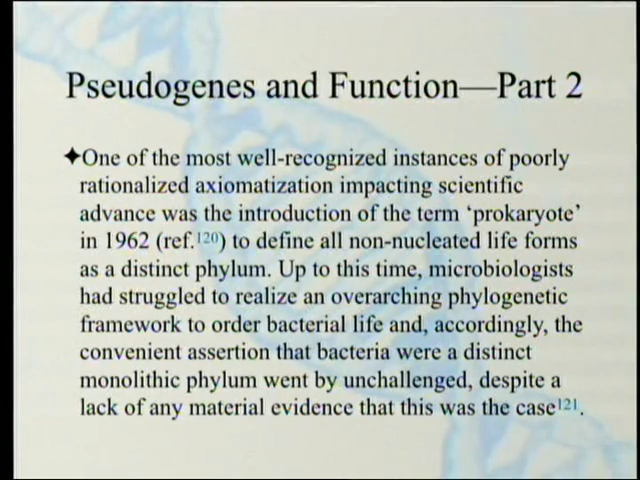 Pseudogenes and Function—Part 2
✦One of the most well-recognized instances of poorly
rationalized axiomatization impacting scientific
advance was the introduction of the term ‘prokaryote’
in 1962 (ref.120) to define all non-nucleated life forms
as a distinct phylum. Up to this time, microbiologists
had struggled to realize an overarching phylogenetic
framework to order bacterial life and, accordingly, the
convenient assertion that bacteria were a distinct
monolithic phylum went by unchallenged, despite a
lack of any material evidence that this was the case121.